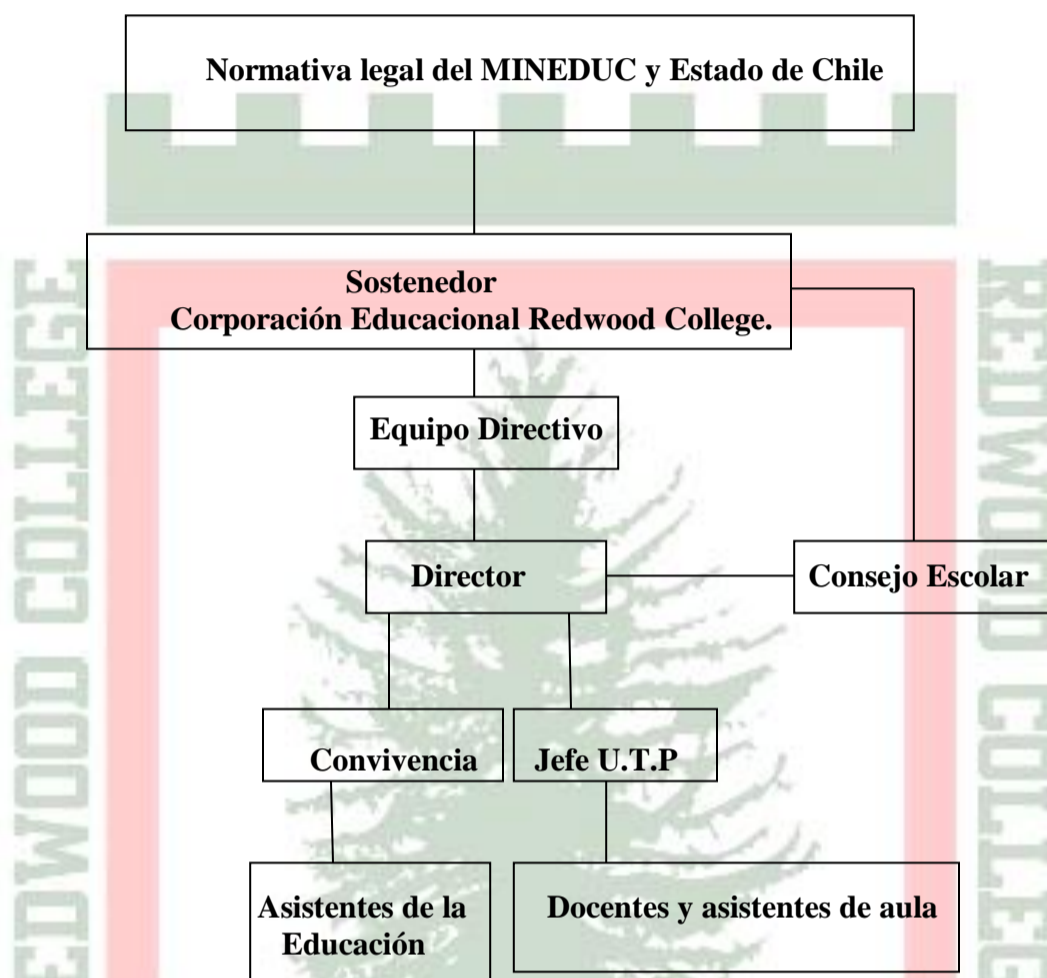 Normativa legal del MINEDUC y Estado de Chile
Sostenedor
Corporación Educacional Redwood College.
Equipo Directivo
Director
Consejo Escolar
Convivencia
Jefe U.T.P
Asistentes de la
Educación
Docentes y asistentes de aula
REDWOOD COLLEGE
REDWOOD COLLEGE